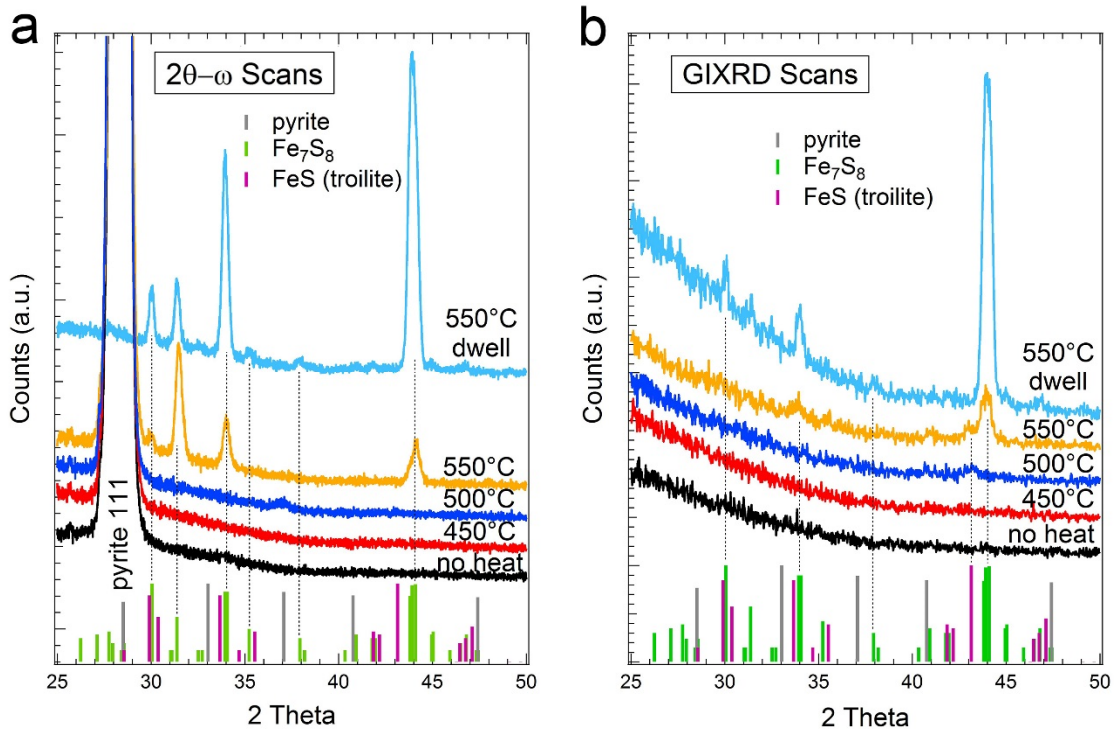 a
2θ–ω Scans
pyrite
Fe₇S₈
FeS (troilite)
Counts (a.u.)
pyrite 111
550°C
dwell
550°C
500°C
450°C
no heat
25
30
35
40
45
50
2 Theta
b
GIXRD Scans
pyrite
Fe₇S₈
FeS (troilite)
Counts (a.u.)
550°C
dwell
550°C
500°C
450°C
no heat
25
30
35
40
45
50
2 Theta